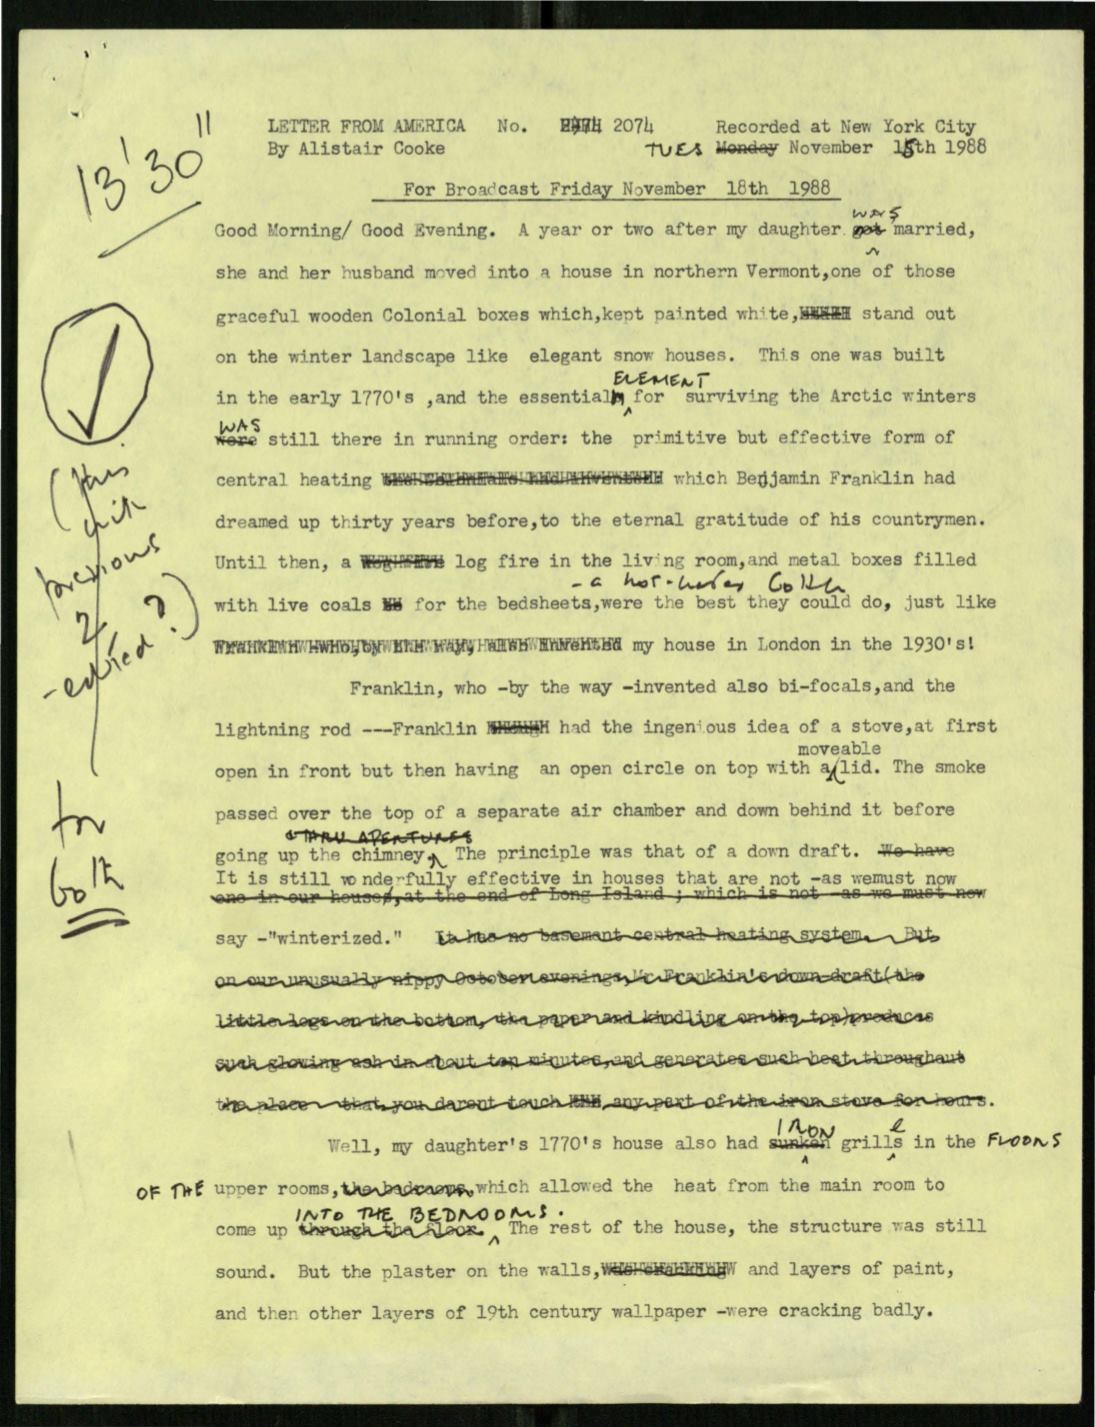 13'30"
LETTER FROM AMERICA No. 2074 Recorded at New York City
By Alistair Cooke TUES Monday November 15th 1988
For Broadcast Friday November 18th 1988
was
Good Morning/ Good Evening. A year or two after my daughter got married,
she and her husband moved into a house in northern Vermont,one of those
graceful wooden Colonial boxes which,kept painted white, stand out
on the winter landscape like elegant snow houses. This one was built
ELEMENT
in the early 1770's ,and the essential for surviving the Arctic winters
WAS
were still there in running order: the primitive but effective form of
central heating which Benjamin Franklin had
dreamed up thirty years before,to the eternal gratitude of his countrymen.
Until then, a log fire in the living room,and metal boxes filled
- a hot-water bottle
with live coals for the bedsheets,were the best they could do, just like
my house in London in the 1930's!
(this
with
previous
2
-edited?)
for
6 o/k
Franklin, who -by the way -invented also bi-focals,and the
lightning rod ---Franklin had the ingenious idea of a stove,at first
moveable
open in front but then having an open circle on top with a lid. The smoke
passed over the top of a separate air chamber and down behind it before
THRU APERTURES
going up the chimney. The principle was that of a down draft. We have
It is still wonderfully effective in houses that are not -as wemust now
one in our house,at the end of Long Island ; which is not -as we must now
say -"winterized." It has no basement central heating system. But
on our unusually nippy October evenings,Mr Franklin's down-draft(the
little logs on the bottom, the paper and kindling on the top)produces
such glowing ash in about ten minutes,and generates such heat throughout
the place that you darent touch any part of the iron stove for hours.
IRON e
Well, my daughter's 1770's house also had sunken grills in the FLOORS
OF THE upper rooms,the bedrooms,which allowed the heat from the main room to
INTO THE BEDROOMS.
come up through the floor. The rest of the house, the structure was still
sound. But the plaster on the walls, was cracking and layers of paint,
and then other layers of 19th century wallpaper -were cracking badly.